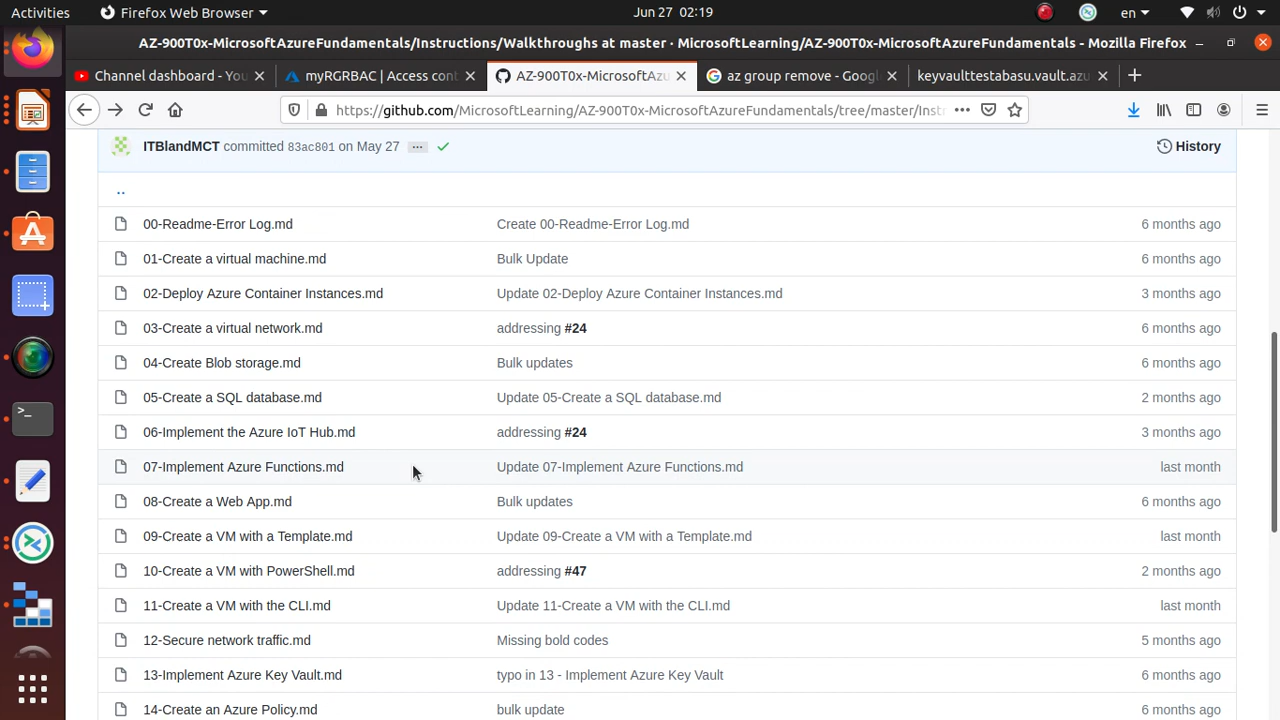 Activities Firefox Web Browser Jun 27 02:19 en
AZ-900T0x-MicrosoftAzureFundamentals/Instructions/Walkthroughs at master · MicrosoftLearning/AZ-900T0x-MicrosoftAzureFundamentals - Mozilla Firefox
Channel dashboard - You myRGRBAC | Access cont AZ-900T0x-MicrosoftAzu az group remove - Googl keyvaulttestabasu.vault.azu
https://github.com/MicrosoftLearning/AZ-900T0x-MicrosoftAzureFundamentals/tree/master/Instr
ITBlandMCT committed 83ac801 on May 27 ... History
..
00-Readme-Error Log.md Create 00-Readme-Error Log.md 6 months ago
01-Create a virtual machine.md Bulk Update 6 months ago
02-Deploy Azure Container Instances.md Update 02-Deploy Azure Container Instances.md 3 months ago
03-Create a virtual network.md addressing #24 6 months ago
04-Create Blob storage.md Bulk updates 6 months ago
05-Create a SQL database.md Update 05-Create a SQL database.md 2 months ago
06-Implement the Azure IoT Hub.md addressing #24 3 months ago
07-Implement Azure Functions.md Update 07-Implement Azure Functions.md last month
08-Create a Web App.md Bulk updates 6 months ago
09-Create a VM with a Template.md Update 09-Create a VM with a Template.md last month
10-Create a VM with PowerShell.md addressing #47 2 months ago
11-Create a VM with the CLI.md Update 11-Create a VM with the CLI.md last month
12-Secure network traffic.md Missing bold codes 5 months ago
13-Implement Azure Key Vault.md typo in 13 - Implement Azure Key Vault 6 months ago
14-Create an Azure Policy.md bulk update 6 months ago